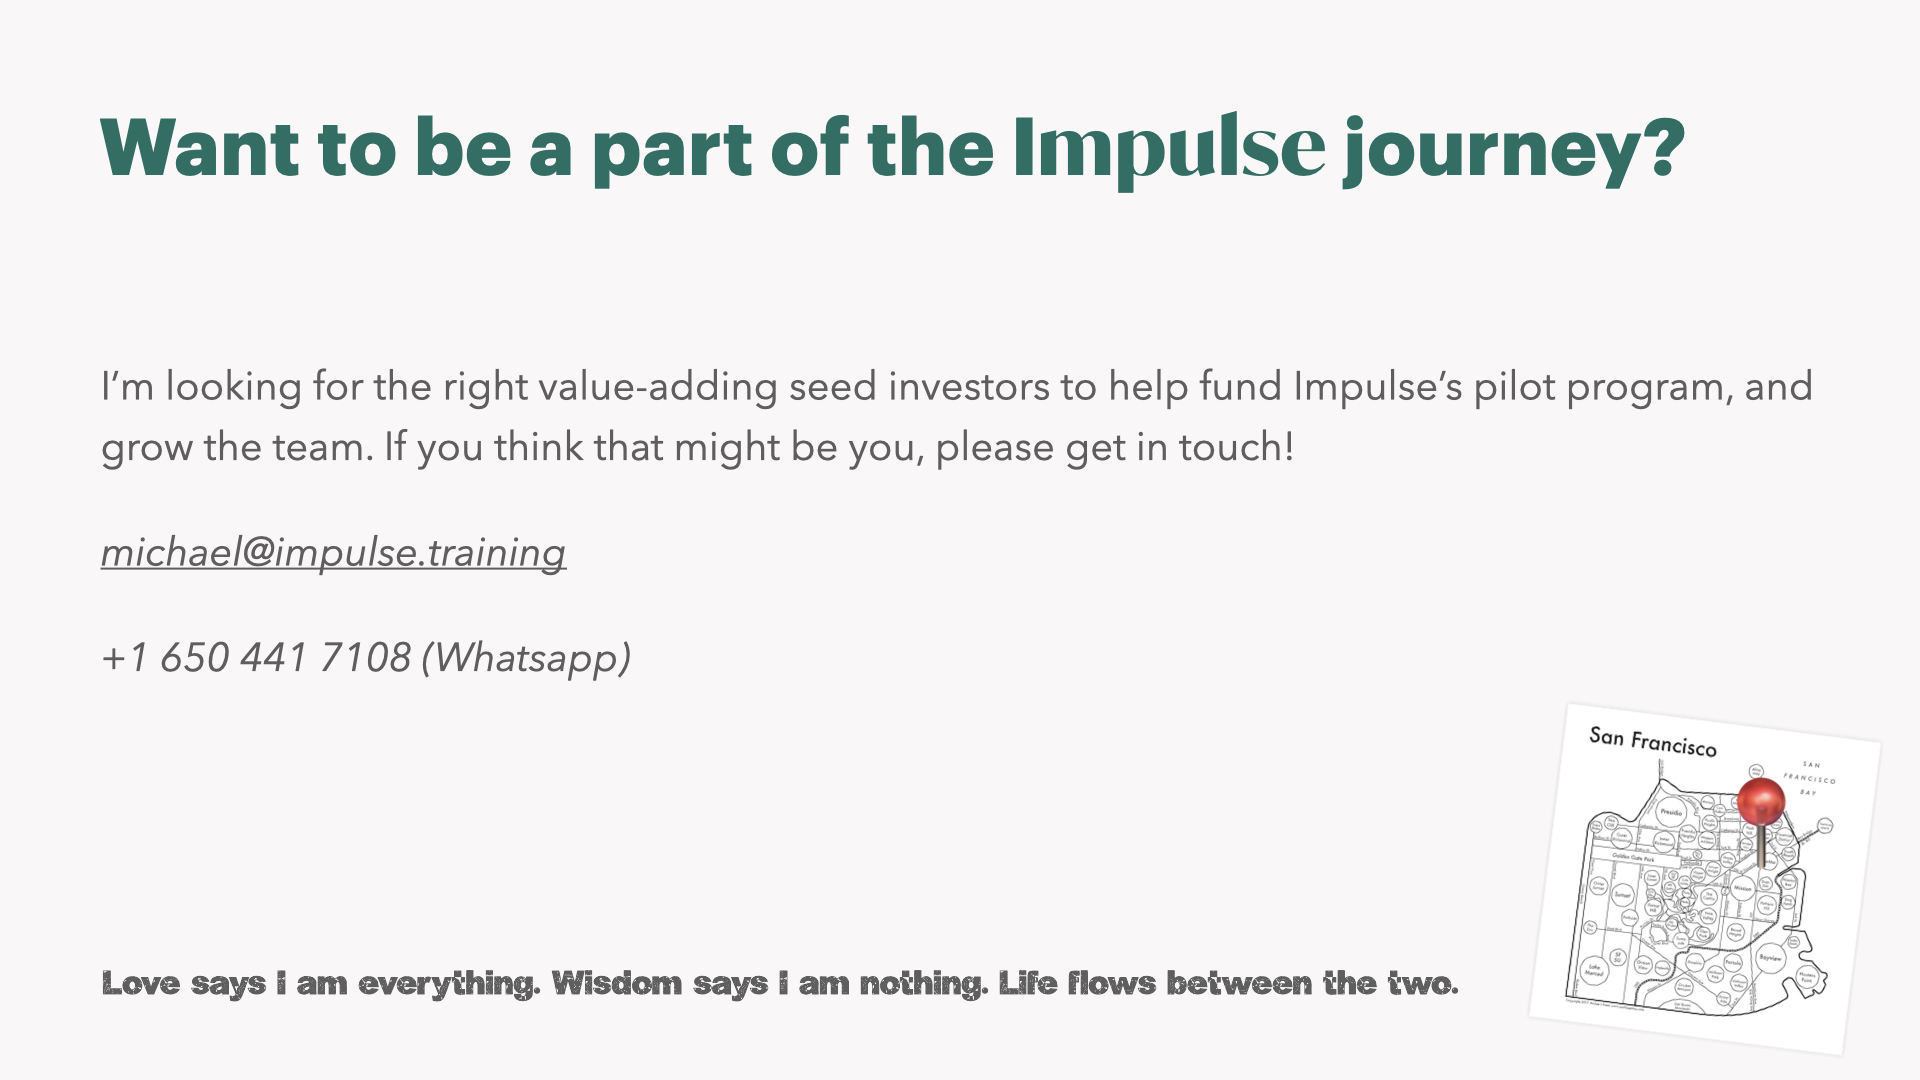 Want to be a part of the Impulse journey?
I’m looking for the right value-adding seed investors to help fund Impulse’s pilot program, and
grow the team. If you think that might be you, please get in touch!
michael@impulse.training
+1 650 441 7108 (Whatsapp)
San Francisco
SAN
FRANCISCO
BAY
Presidio
Golden Gate Park
Sunset
Mission
Bayview
Lake
Merced
Love says I am everything. Wisdom says I am nothing. Life flows between the two.